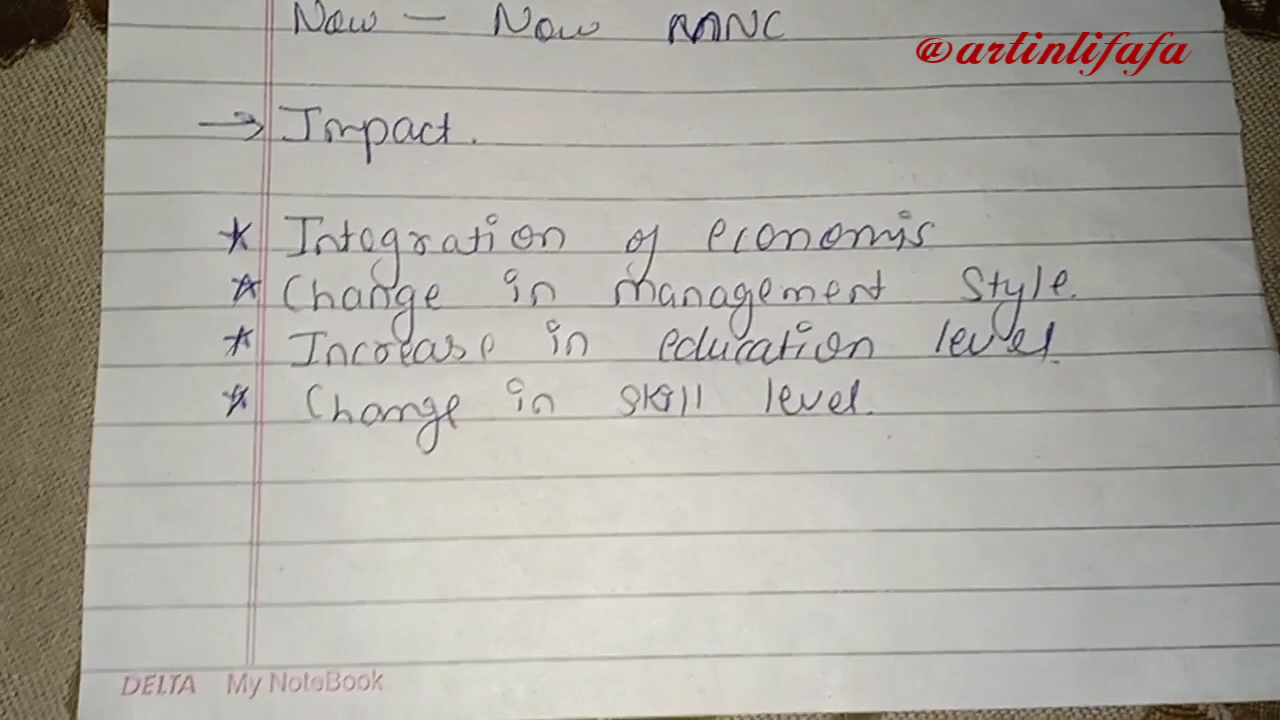 New - New MNC
@artinlifafa
→ Impact.
* Integration of economis
* Change in management style.
* Increase in education level.
* Change in skill level.
DELTA My NoteBook